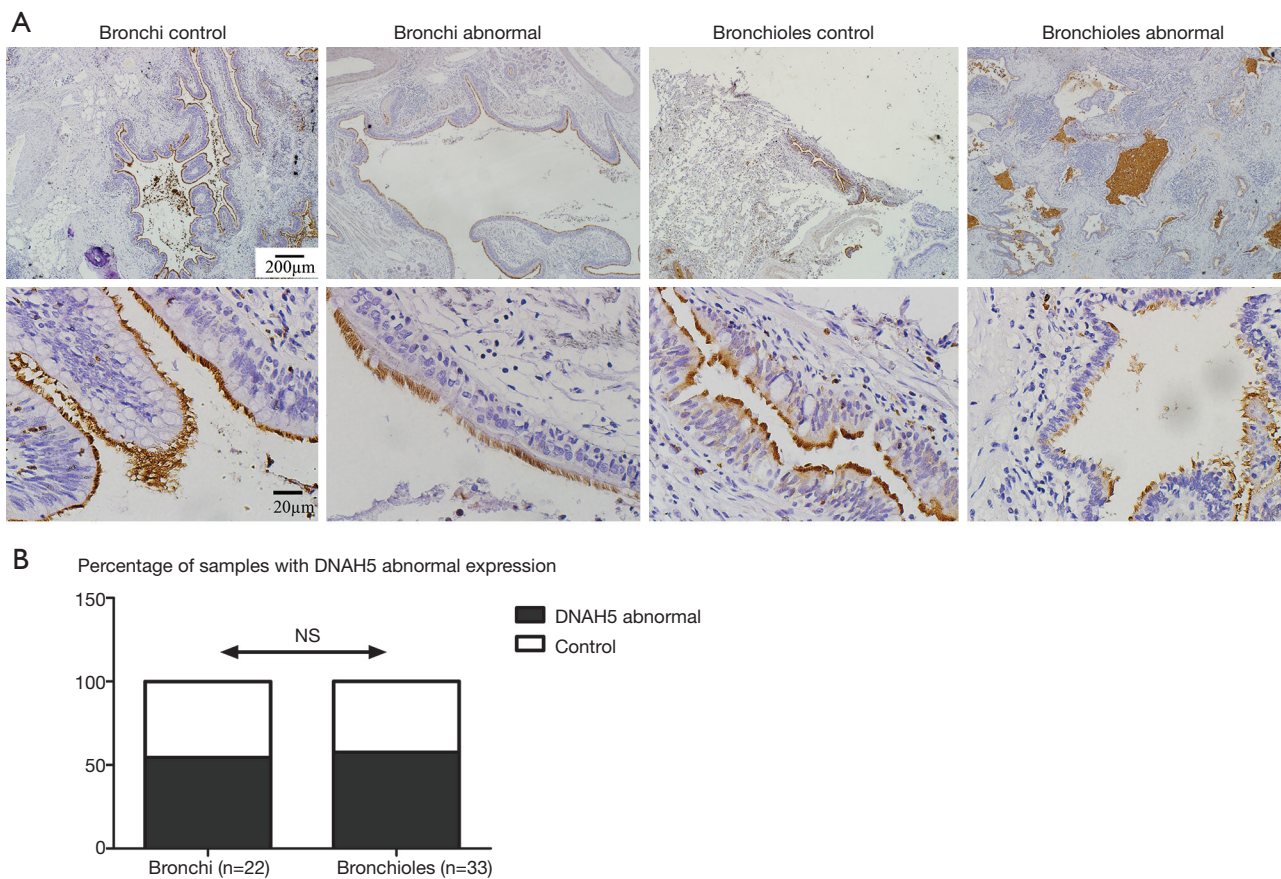 A
Bronchi control
Bronchi abnormal
Bronchioles control
Bronchioles abnormal
200μm
20μm
B
Percentage of samples with DNAH5 abnormal expression
150
100
50
0
NS
DNAH5 abnormal
Control
Bronchi (n=22)
Bronchioles (n=33)